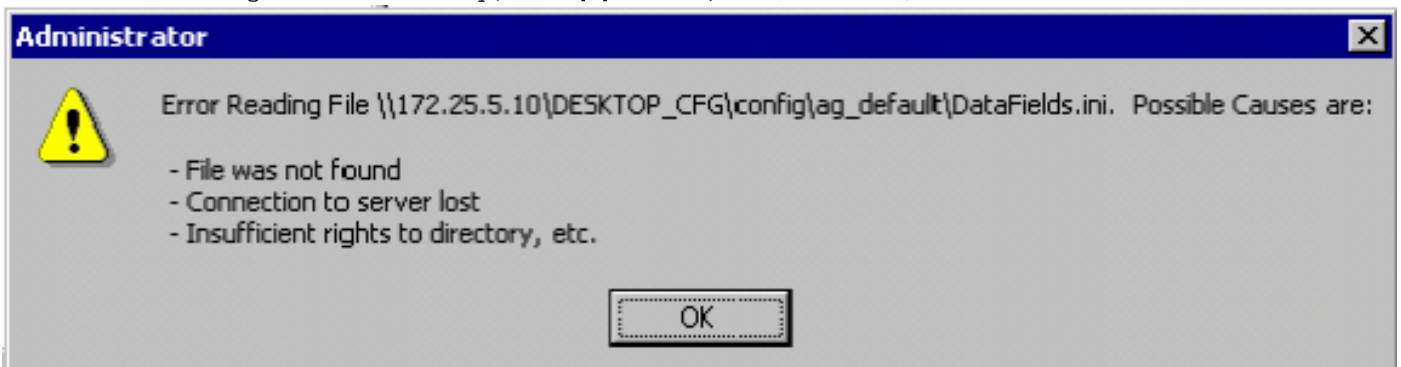 Administrator
Error Reading File \\172.25.5.10\DESKTOP_CFG\config\ag_default\DataFields.ini. Possible Causes are:
- File was not found
- Connection to server lost
- Insufficient rights to directory, etc.
OK